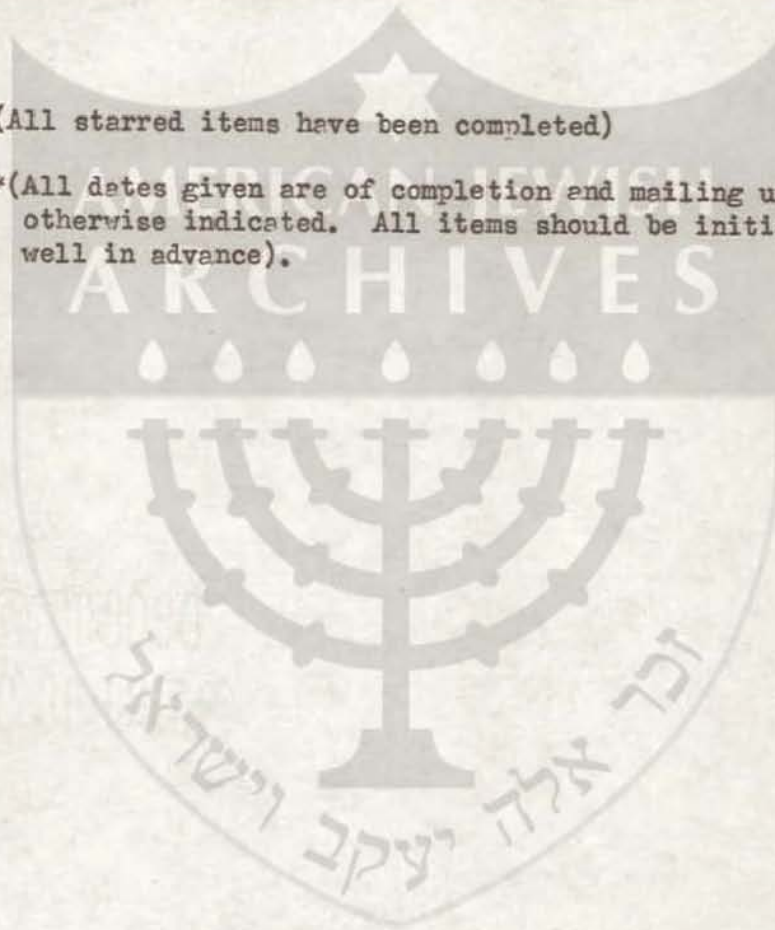 (All starred items have been completed)
*(All dates given are of completion and mailing u
otherwise indicated. All items should be initi
well in advance).
AMERICAN JEWISH
ARCHIVES
זכר אלה יעקב וישראל